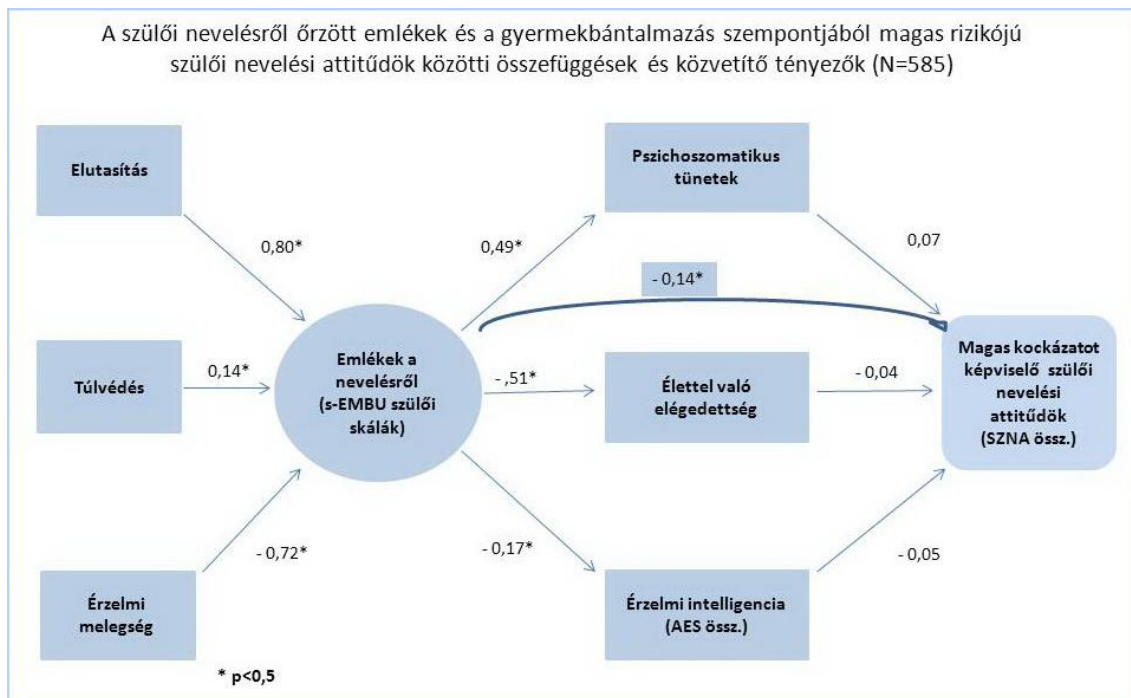 A szülői nevelésről őrzött emlékek és a gyermekbántalmazás szempontjából magas rizikójú
szülői nevelési attitűdök közötti összefüggések és közvetítő tényezők (N=585)
Elutasítás
Pszichoszomatikus
tünetek
0,80*
0,49*
0,07
- 0,14*
Túlvédés
0,14*
Emlékek a
nevelésről
(s-EMBU szülői
skálák)
- ,51*
Élettel való
elégedettség
- 0,04
Magas kockázatot
képviselő szülői
nevelési
attitűdök
(SZNA össz.)
- 0,72*
- 0,17*
- 0,05
Érzelmi
melegség
Érzelmi intelligencia
(AES össz.)
* p<0,5